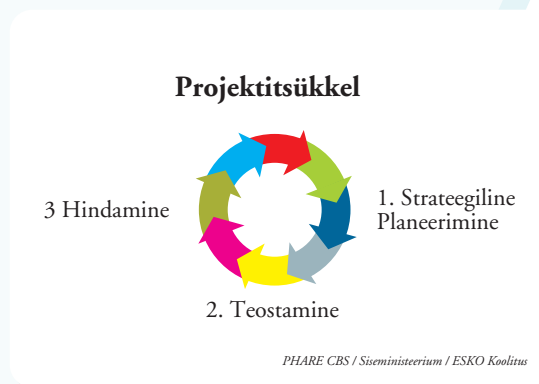 Projektitsükkel
3 Hindamine
1. Strateegiline
Planeerimine
2. Teostamine
PHARE CBS / Siseministeerium / ESKO Koolitus